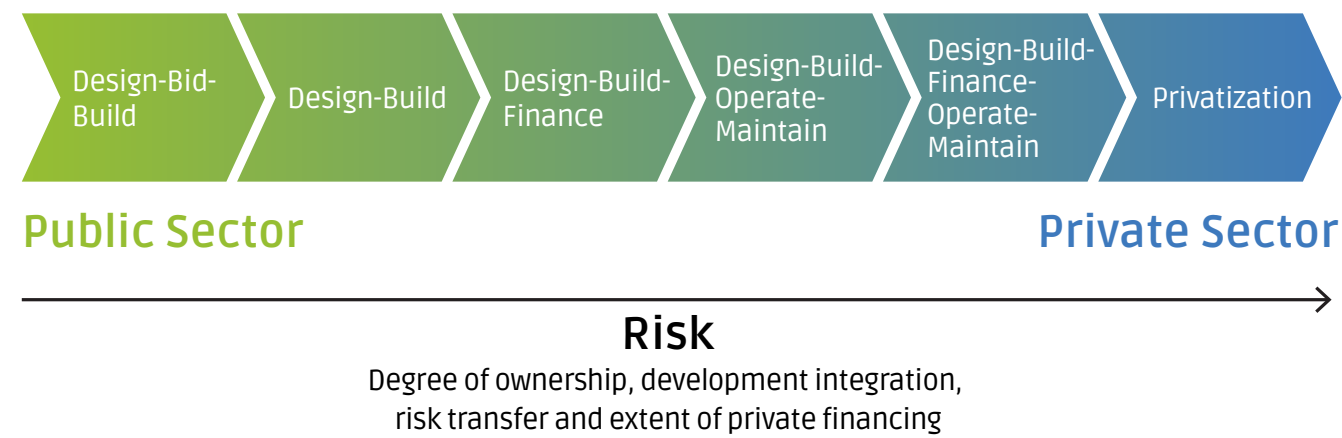 Design-Bid-
Build
Design-Build
Design-Build-
Finance
Design-Build-
Operate-
Maintain
Design-Build-
Finance-
Operate-
Maintain
Privatization
Public Sector
Private Sector
Risk
Degree of ownership, development integration,
risk transfer and extent of private financing